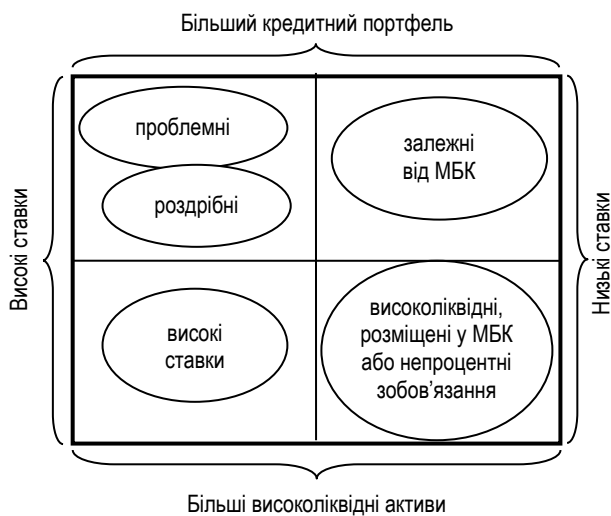 Більший кредитний портфель
Високі ставки
проблемні
роздрібні
залежні
від МБК
високі
ставки
високоліквідні,
розміщені у МБК
або непроцентні
зобов’язання
Низькі ставки
Більші високоліквідні активи